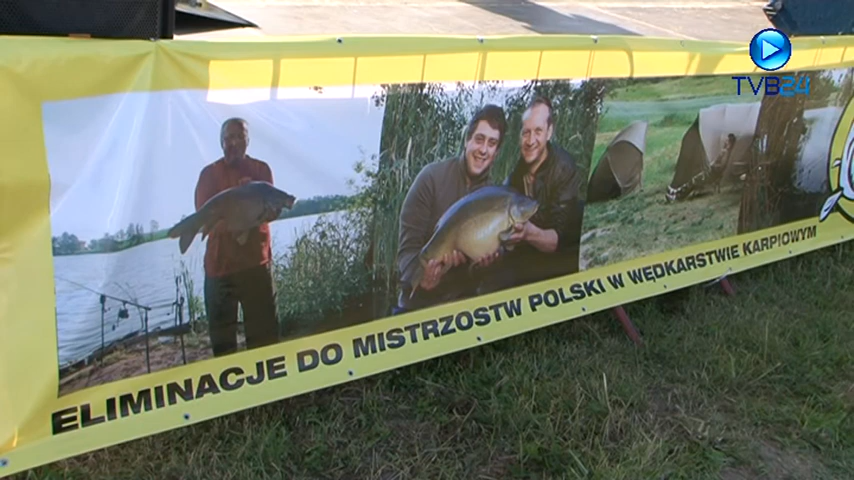 TVB24
ELIMINACJE DO MISTRZOSTW POLSKI W WĘDKARSTWIE KARPIOWYM